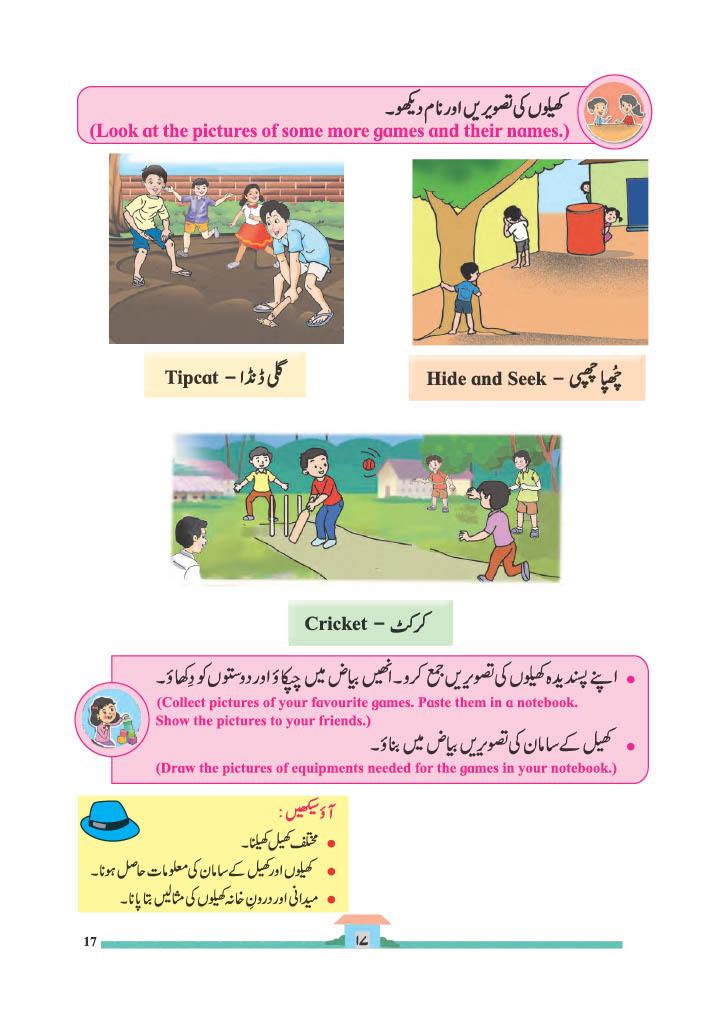 کھیلوں کی تصویریں اور نام دیکھو۔
(Look at the pictures of some more games and their names.)
گلی ڈنڈا – Tipcat
چُھپا چھپی – Hide and Seek
کرکٹ – Cricket
• اپنے پسندیدہ کھیلوں کی تصویریں جمع کرو۔ انھیں بیاض میں چپکاؤ اور دوستوں کو دِکھاؤ۔
(Collect pictures of your favourite games. Paste them in a notebook.
Show the pictures to your friends.)
• کھیل کے سامان کی تصویریں بیاض میں بناؤ۔
(Draw the pictures of equipments needed for the games in your notebook.)
آؤ سیکھیں :
• مختلف کھیل کھیلنا۔
• کھیلوں اور کھیل کے سامان کی معلومات حاصل ہونا۔
• میدانی اور درونِ خانہ کھیلوں کی مثالیں بتا پانا۔
17
۱۷